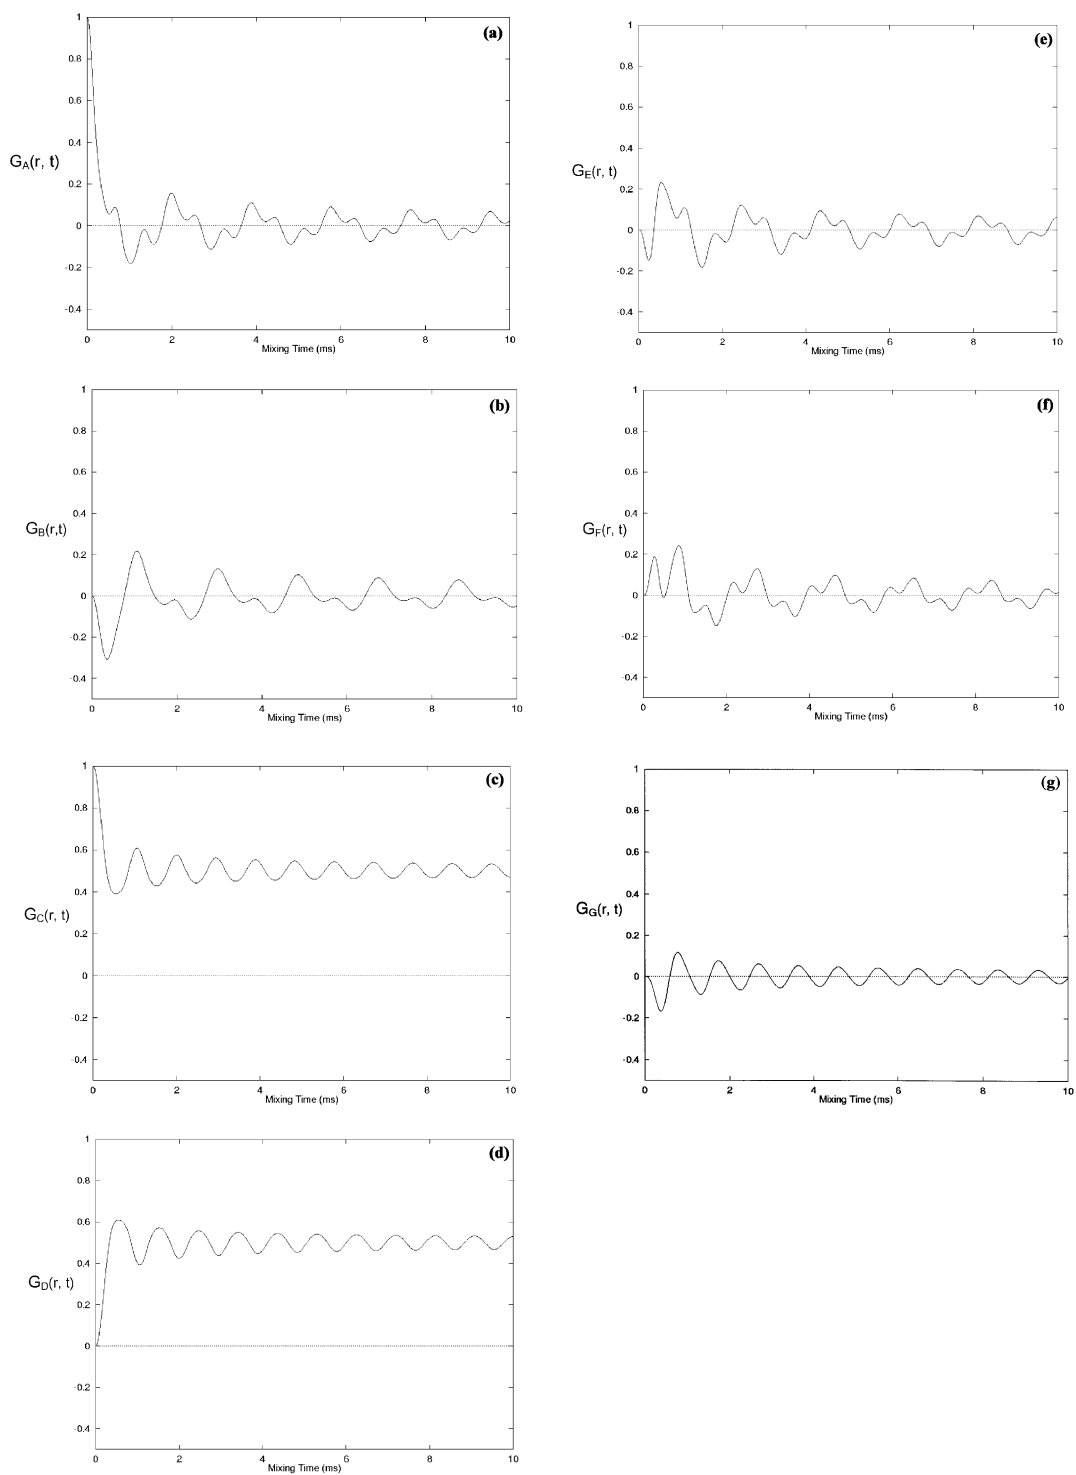 (a)
1
0.8
0.6
0.4
0.2
0
-0.2
-0.4
G_A(r, t)
0 2 4 6 8 10
Mixing Time (ms)
(b)
1
0.8
0.6
0.4
0.2
0
-0.2
-0.4
G_B(r,t)
0 2 4 6 8 10
Mixing Time (ms)
(c)
1
0.8
0.6
0.4
0.2
0
-0.2
-0.4
G_C(r, t)
0 2 4 6 8 10
Mixing Time (ms)
(d)
1
0.8
0.6
0.4
0.2
0
-0.2
-0.4
G_D(r, t)
0 2 4 6 8 10
Mixing Time (ms)
(e)
1
0.8
0.6
0.4
0.2
0
-0.2
-0.4
G_E(r, t)
0 2 4 6 8 10
Mixing Time (ms)
(f)
1
0.8
0.6
0.4
0.2
0
-0.2
-0.4
G_F(r, t)
0 2 4 6 8 10
Mixing Time (ms)
(g)
1
0.8
0.6
0.4
0.2
0
-0.2
-0.4
G_G(r, t)
0 2 4 6 8 10
Mixing Time (ms)